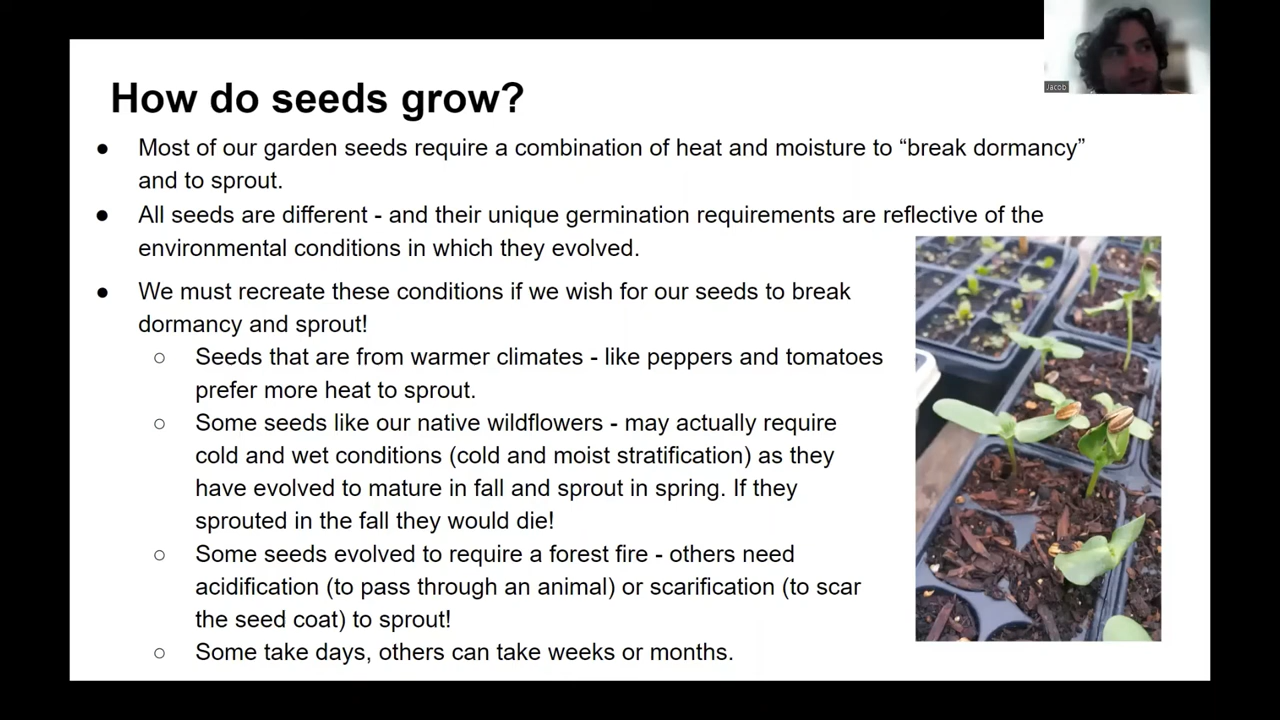 How do seeds grow?
Jacob
● Most of our garden seeds require a combination of heat and moisture to “break dormancy”
and to sprout.
● All seeds are different - and their unique germination requirements are reflective of the
environmental conditions in which they evolved.
● We must recreate these conditions if we wish for our seeds to break
dormancy and sprout!
○ Seeds that are from warmer climates - like peppers and tomatoes
prefer more heat to sprout.
○ Some seeds like our native wildflowers - may actually require
cold and wet conditions (cold and moist stratification) as they
have evolved to mature in fall and sprout in spring. If they
sprouted in the fall they would die!
○ Some seeds evolved to require a forest fire - others need
acidification (to pass through an animal) or scarification (to scar
the seed coat) to sprout!
○ Some take days, others can take weeks or months.